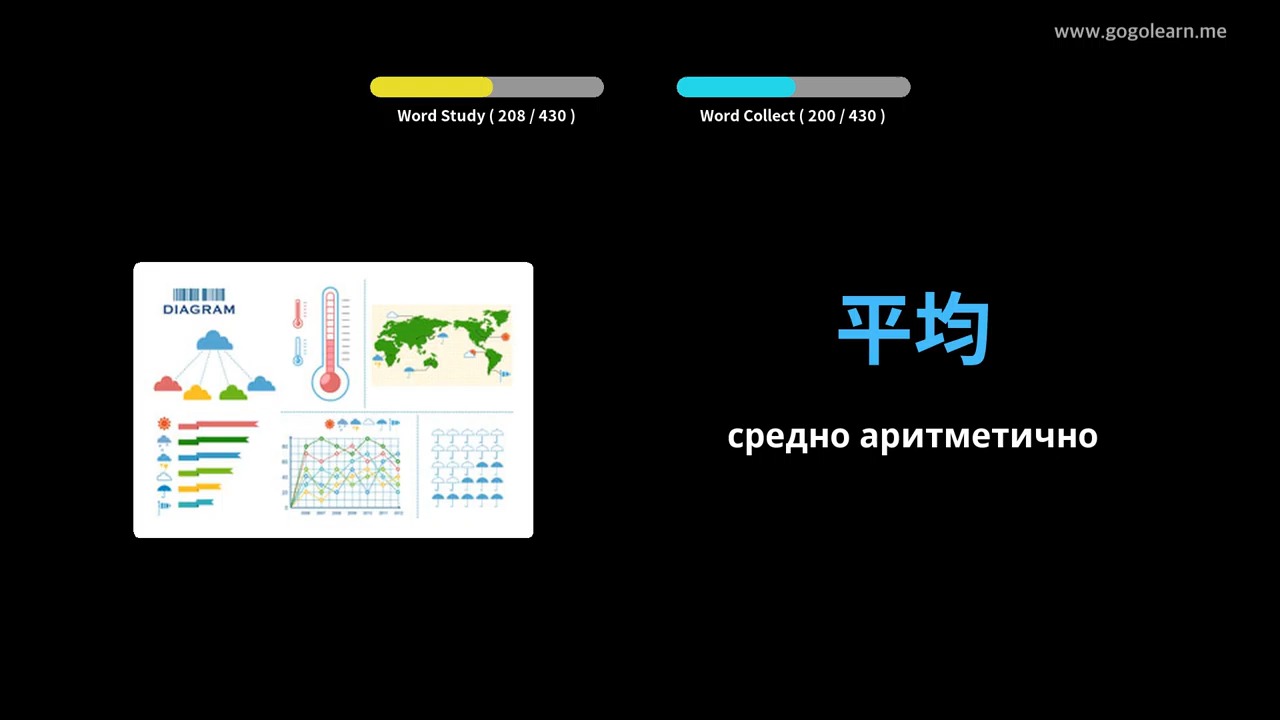 www.gogolearn.me
Word Study ( 208 / 430 )
Word Collect ( 200 / 430 )
DIAGRAM
平均
средно аритметично